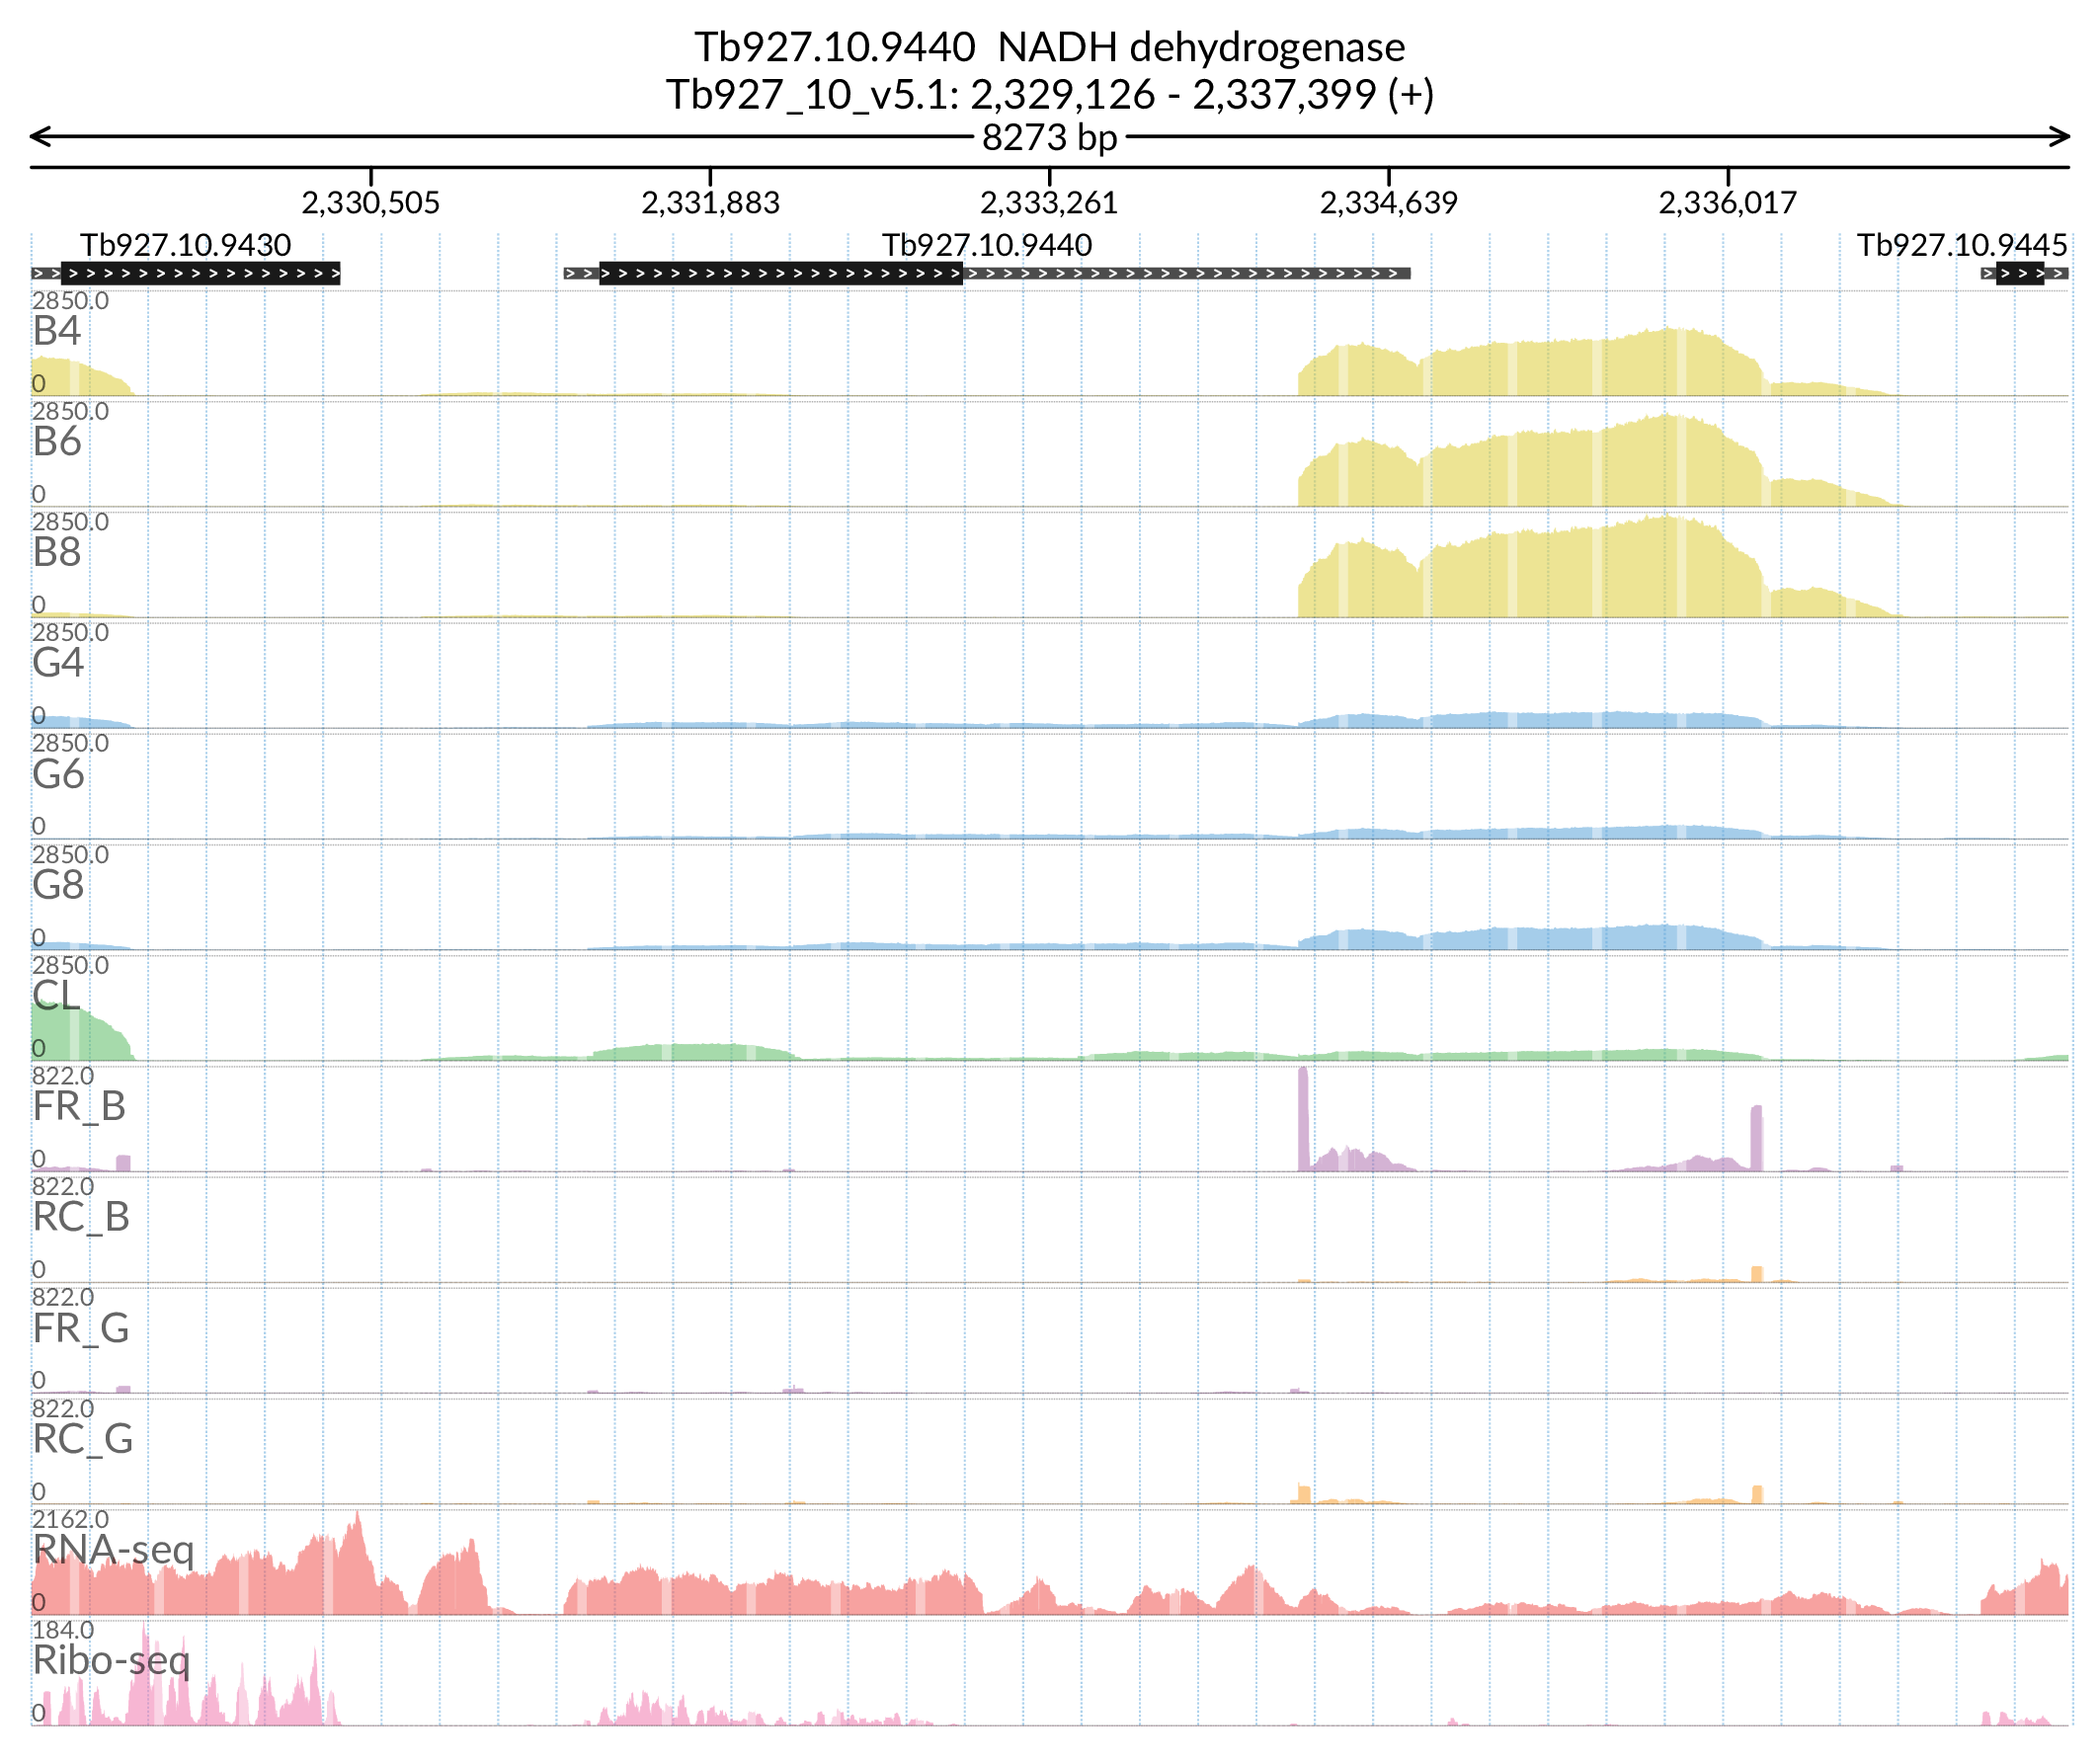 Tb927.10.9440  NADH dehydrogenase
Tb927_10_v5.1: 2,329,126 - 2,337,399 (+)
8273 bp
2,330,505 2,331,883 2,333,261 2,334,639 2,336,017
Tb927.10.9430 Tb927.10.9440 Tb927.10.9445
2850.0
B4
0
2850.0
B6
0
2850.0
B8
0
2850.0
G4
0
2850.0
G6
0
2850.0
G8
0
2850.0
CL
0
822.0
FR_B
0
822.0
RC_B
0
822.0
FR_G
0
822.0
RC_G
0
2162.0
RNA-seq
0
184.0
Ribo-seq
0